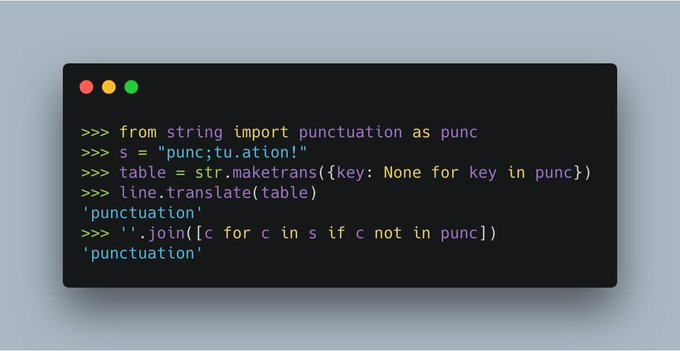 >>> from string import punctuation as punc
>>> s = "punc;tu.ation!"
>>> table = str.maketrans({key: None for key in punc})
>>> line.translate(table)
'punctuation'
>>> ''.join([c for c in s if c not in punc])
'punctuation'